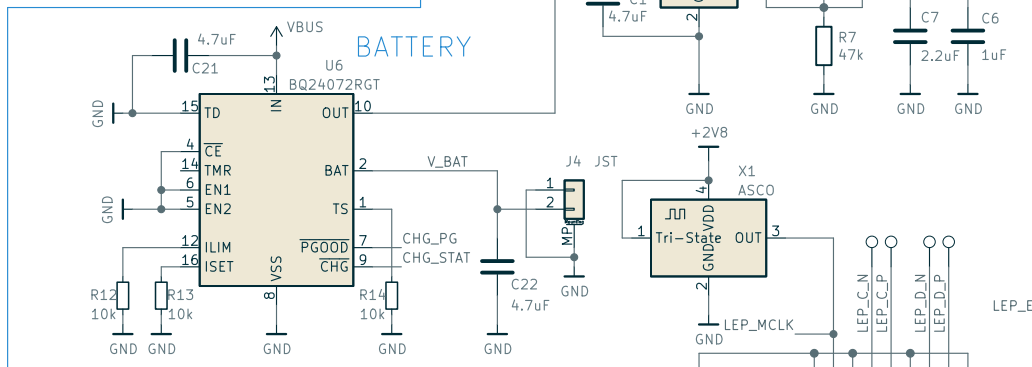 VBUS
4.7uF
C21
BATTERY
U6
BQ24072RGT
GND
15
TD
13
IN
OUT
10
4
CE
14
TMR
BAT
2
V_BAT
6
EN1
GND
5
EN2
TS
1
12
ILIM
PGOOD
7
CHG_PG
16
ISET
CHG
9
CHG_STAT
VSS
8
R12
10k
R13
10k
R14
10k
GND
GND
GND
GND
GND
C22
4.7uF
J4 JST
1
2
MP
GND
C1
4.7uF
2
GND
R7
47k
GND
C7
2.2uF
GND
C6
1uF
GND
+2V8
X1
ASCO
4
VDD
1
Tri-State
OUT
3
GND
2
GND
LEP_MCLK
LEP_C_N
LEP_C_P
LEP_D_N
LEP_D_P